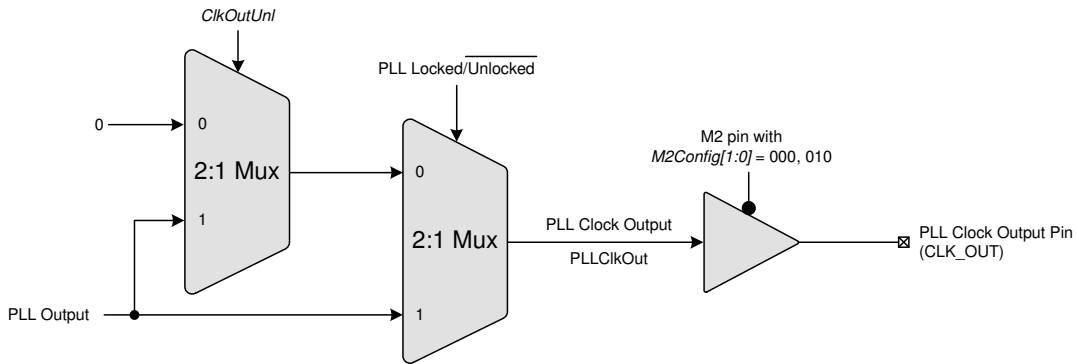 ClkOutUnl
PLL Locked/Unlocked
0
0
2:1 Mux
1
M2 pin with
M2Config[1:0] = 000, 010
0
2:1 Mux
1
PLL Clock Output
PLLClkOut
PLL Clock Output Pin
(CLK_OUT)
PLL Output